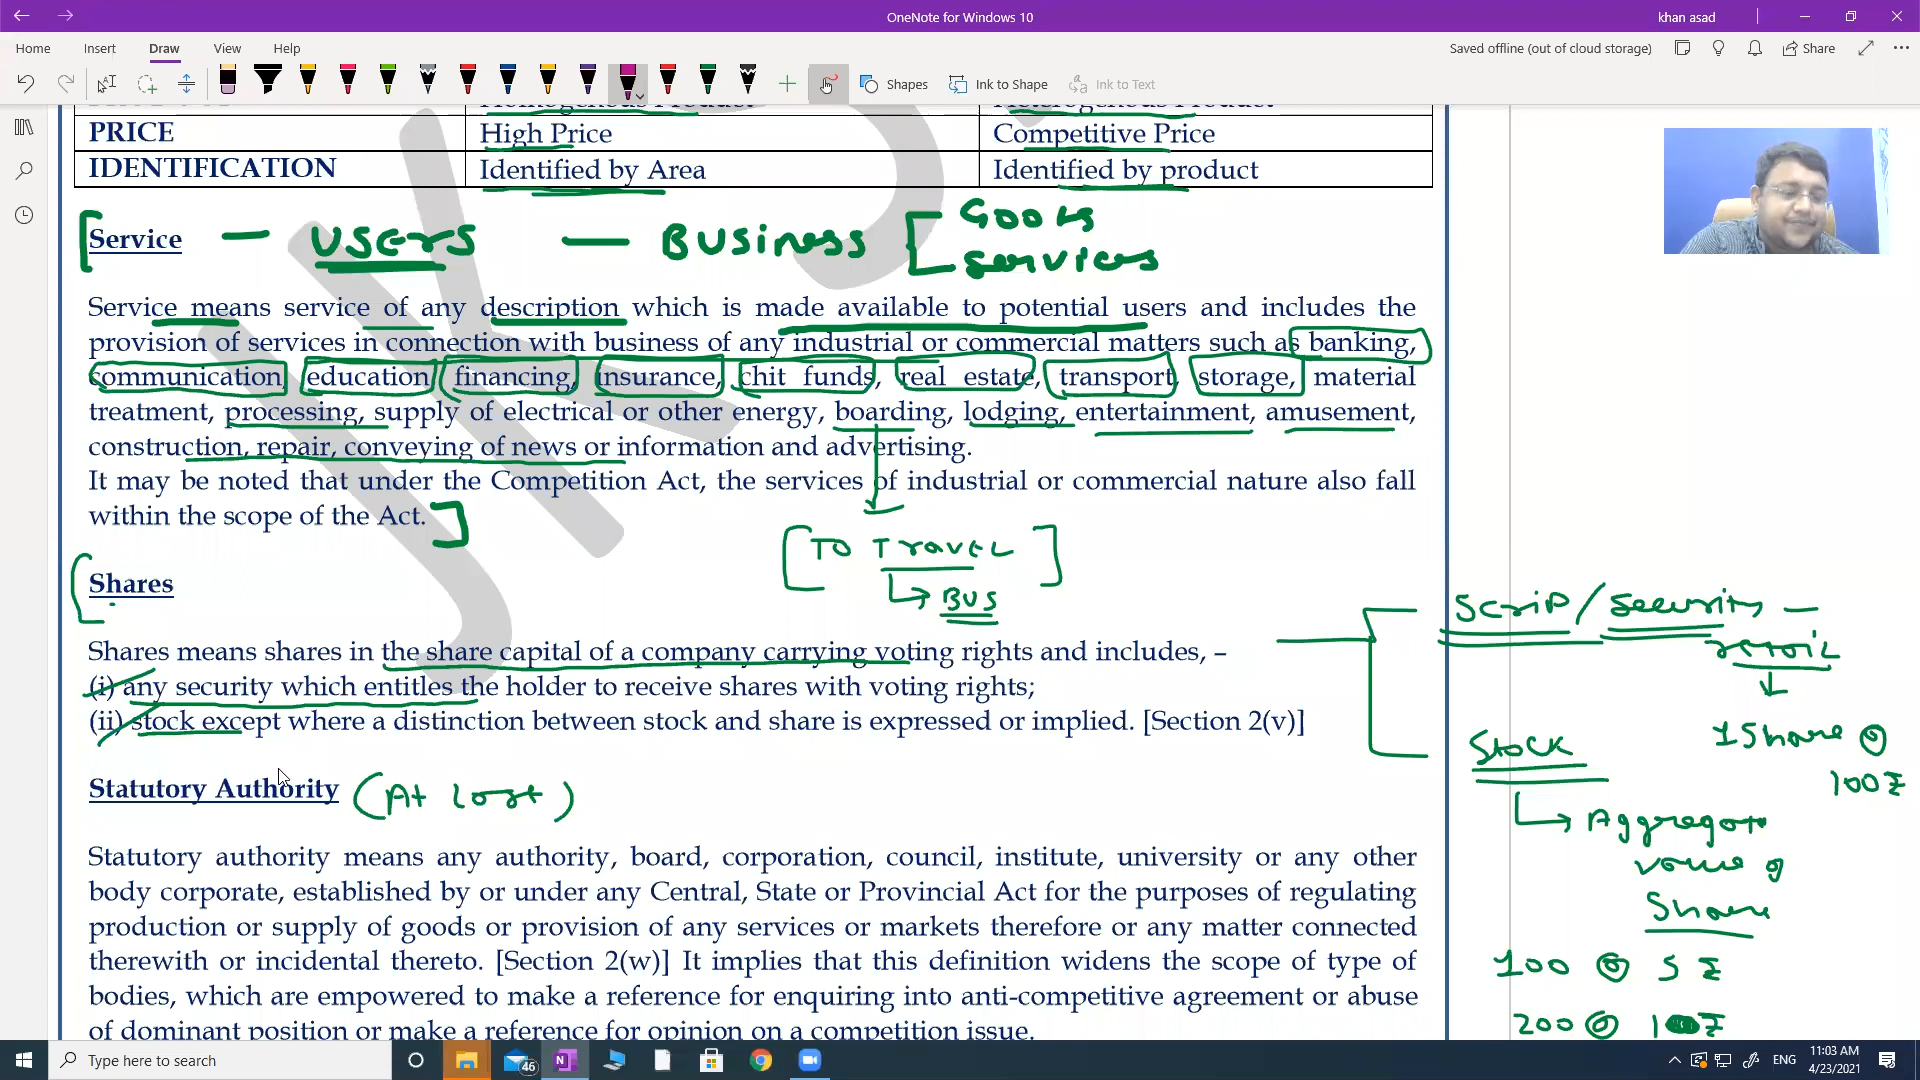 OneNote for Windows 10
khan asad
Home Insert Draw View Help
Saved offline (out of cloud storage)
Share
Shapes
Ink to Shape
Ink to Text
PRICE High Price Competitive Price
IDENTIFICATION Identified by Area Identified by product
Service - USErS - BUSiness [ Goods
services
Service means service of any description which is made available to potential users and includes the
provision of services in connection with business of any industrial or commercial matters such as banking,
communication, education, financing, insurance, chit funds, real estate, transport, storage, material
treatment, processing, supply of electrical or other energy, boarding, lodging, entertainment, amusement,
construction, repair, conveying of news or information and advertising.
It may be noted that under the Competition Act, the services of industrial or commercial nature also fall
within the scope of the Act. ]
[ TO TravEL ]
BUS
Shares
Scrip / Security -
retail
Shares means shares in the share capital of a company carrying voting rights and includes, –
(i) any security which entitles the holder to receive shares with voting rights;
(ii) stock except where a distinction between stock and share is expressed or implied. [Section 2(v)]
Stock
1 Share @
100 ₹
Aggregate
value of
Share
100 @ 5 ₹
200 @
Statutory Authority (At last)
Statutory authority means any authority, board, corporation, council, institute, university or any other
body corporate, established by or under any Central, State or Provincial Act for the purposes of regulating
production or supply of goods or provision of any services or markets therefore or any matter connected
therewith or incidental thereto. [Section 2(w)] It implies that this definition widens the scope of type of
bodies, which are empowered to make a reference for enquiring into anti-competitive agreement or abuse
of dominant position or make a reference for opinion on a competition issue.
Type here to search
46
ENG
11:03 AM
4/23/2021